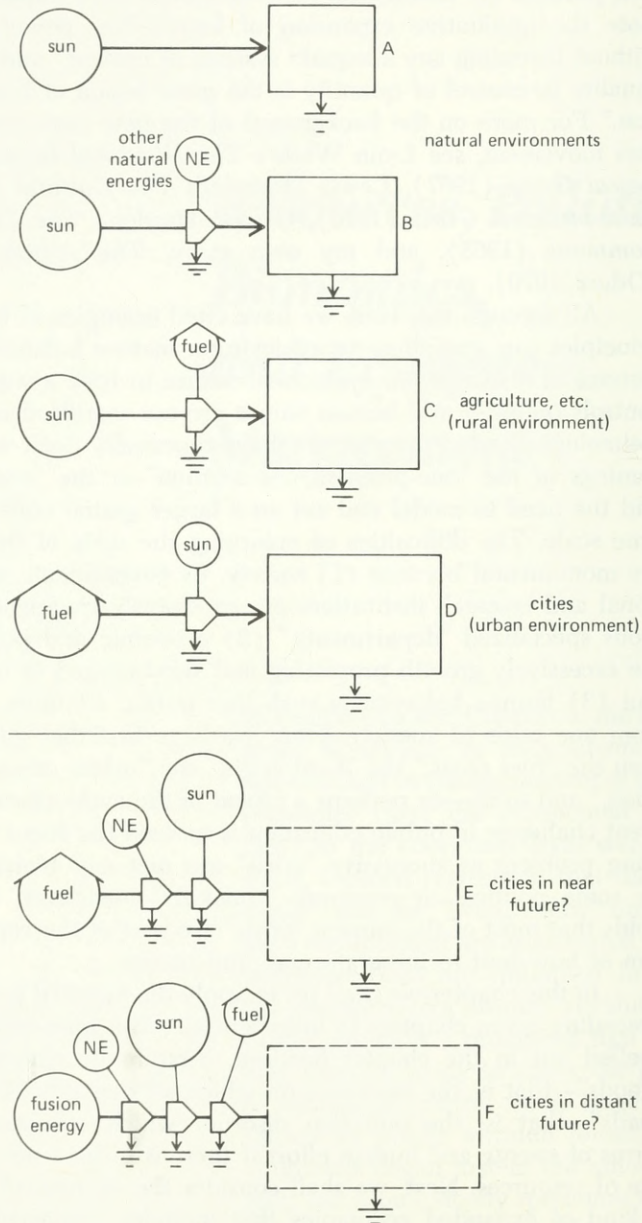 sun
A
other
natural
energies
NE
natural environments
sun
B
fuel
sun
C
agriculture, etc.
(rural environment)
sun
fuel
D
cities
(urban environment)
sun
NE
fuel
E
cities in near
future?
sun
fuel
NE
fusion
energy
F
cities in distant
future?